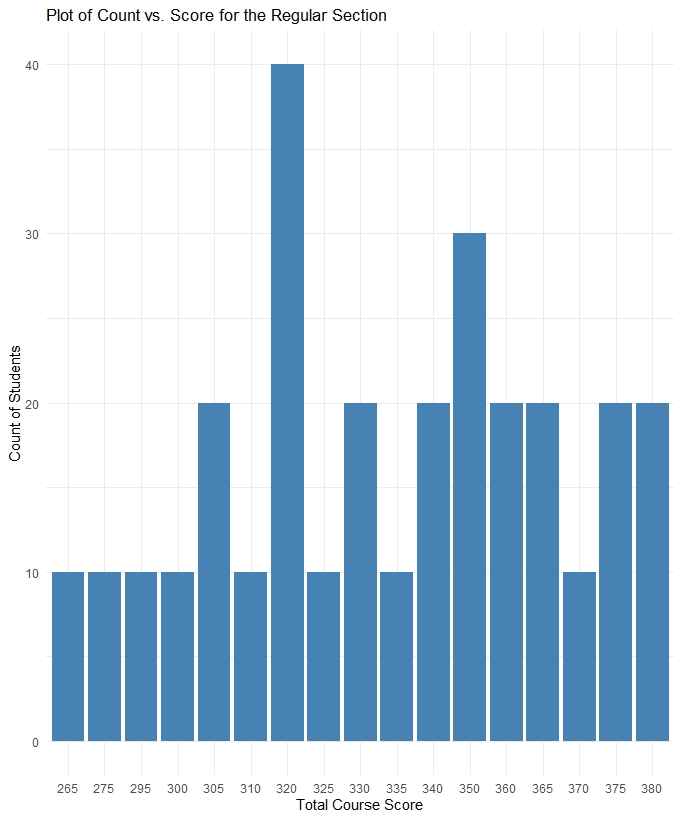 Plot of Count vs. Score for the Regular Section
40
30
20
10
0
Count of Students
265 275 295 300 305 310 320 325 330 335 340 350 360 365 370 375 380
Total Course Score